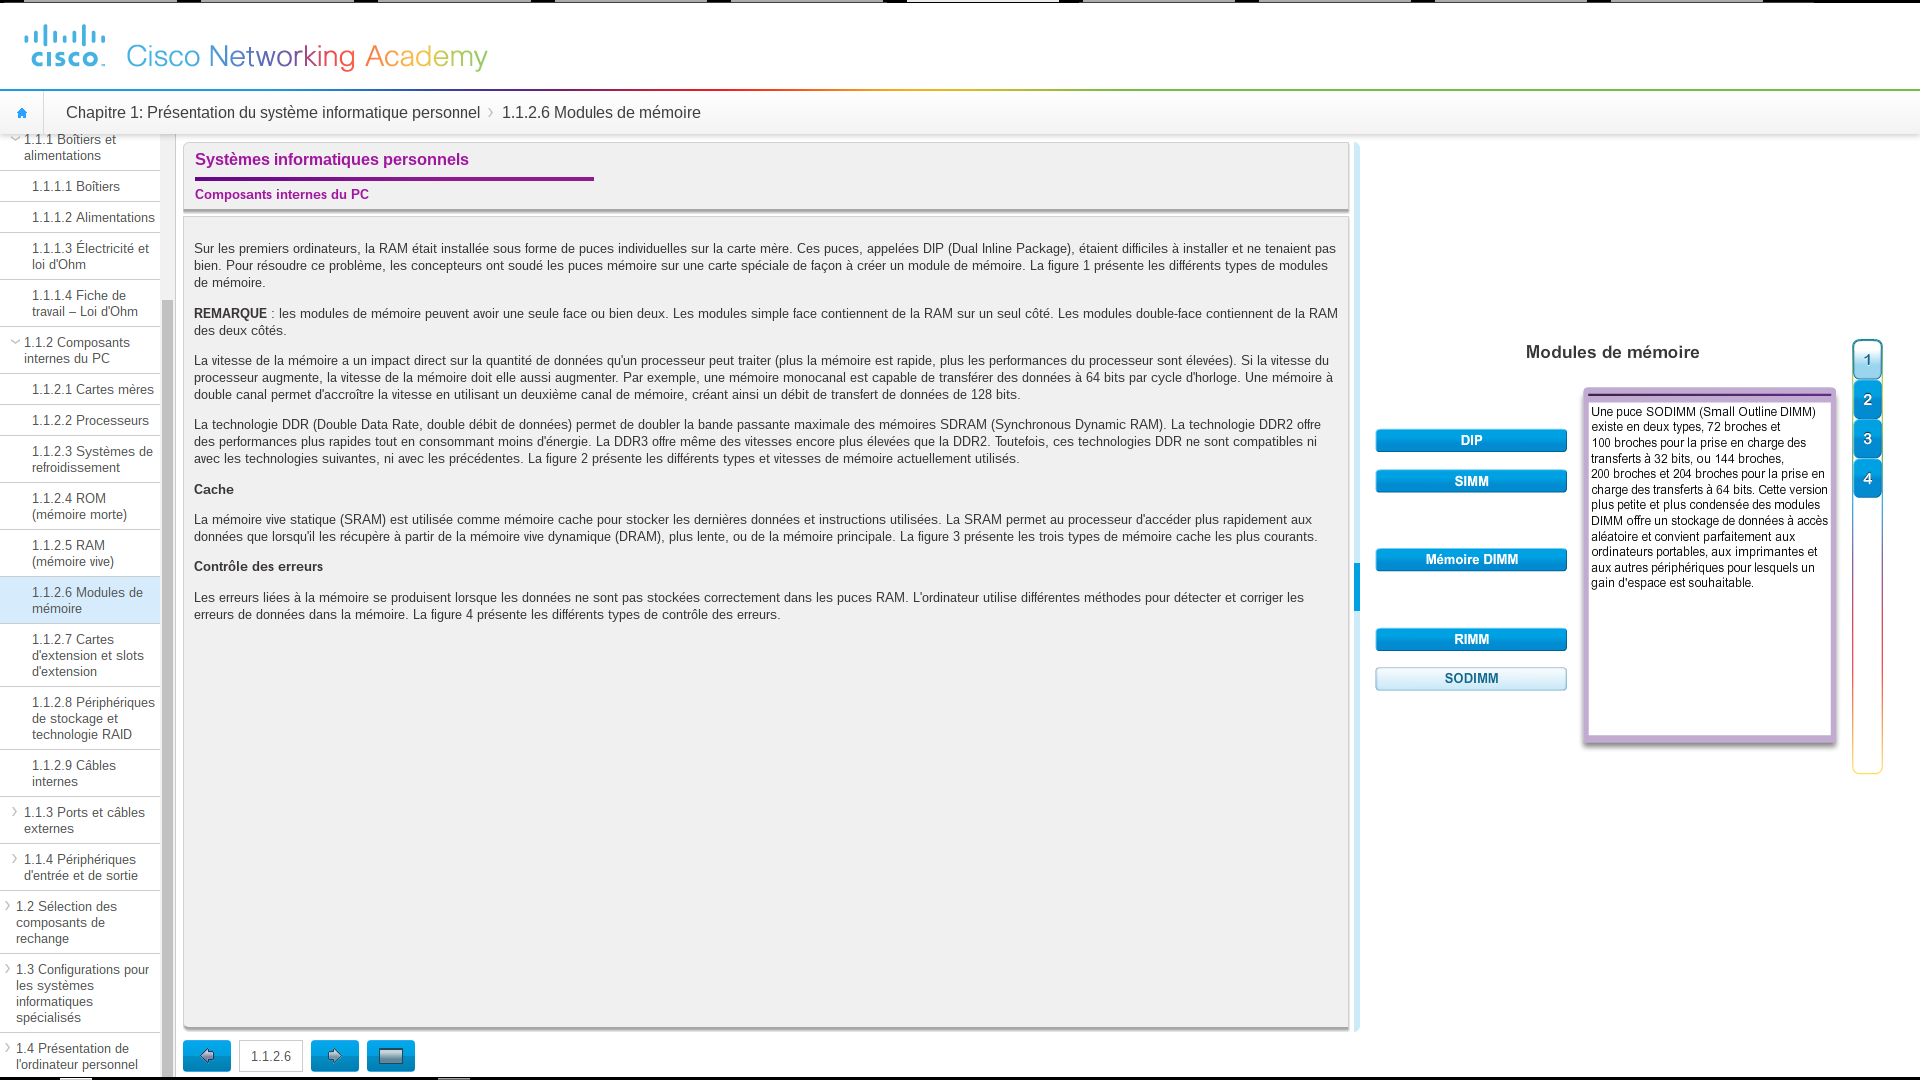 cisco
Cisco Networking Academy
Chapitre 1: Présentation du système informatique personnel
1.1.2.6 Modules de mémoire
1.1.1 Boîtiers et
alimentations
1.1.1.1 Boîtiers
1.1.1.2 Alimentations
1.1.1.3 Électricité et
loi d'Ohm
1.1.1.4 Fiche de
travail – Loi d'Ohm
1.1.2 Composants
internes du PC
1.1.2.1 Cartes mères
1.1.2.2 Processeurs
1.1.2.3 Systèmes de
refroidissement
1.1.2.4 ROM
(mémoire morte)
1.1.2.5 RAM
(mémoire vive)
1.1.2.6 Modules de
mémoire
1.1.2.7 Cartes
d'extension et slots
d'extension
1.1.2.8 Périphériques
de stockage et
technologie RAID
1.1.2.9 Câbles
internes
1.1.3 Ports et câbles
externes
1.1.4 Périphériques
d'entrée et de sortie
1.2 Sélection des
composants de
rechange
1.3 Configurations pour
les systèmes
informatiques
spécialisés
1.4 Présentation de
l'ordinateur personnel
Systèmes informatiques personnels
Composants internes du PC
Sur les premiers ordinateurs, la RAM était installée sous forme de puces individuelles sur la carte mère. Ces puces, appelées DIP (Dual Inline Package), étaient difficiles à installer et ne tenaient pas
bien. Pour résoudre ce problème, les concepteurs ont soudé les puces mémoire sur une carte spéciale de façon à créer un module de mémoire. La figure 1 présente les différents types de modules
de mémoire.
REMARQUE : les modules de mémoire peuvent avoir une seule face ou bien deux. Les modules simple face contiennent de la RAM sur un seul côté. Les modules double-face contiennent de la RAM
des deux côtés.
La vitesse de la mémoire a un impact direct sur la quantité de données qu'un processeur peut traiter (plus la mémoire est rapide, plus les performances du processeur sont élevées). Si la vitesse du
processeur augmente, la vitesse de la mémoire doit elle aussi augmenter. Par exemple, une mémoire monocanal est capable de transférer des données à 64 bits par cycle d'horloge. Une mémoire à
double canal permet d'accroître la vitesse en utilisant un deuxième canal de mémoire, créant ainsi un débit de transfert de données de 128 bits.
La technologie DDR (Double Data Rate, double débit de données) permet de doubler la bande passante maximale des mémoires SDRAM (Synchronous Dynamic RAM). La technologie DDR2 offre
des performances plus rapides tout en consommant moins d'énergie. La DDR3 offre même des vitesses encore plus élevées que la DDR2. Toutefois, ces technologies DDR ne sont compatibles ni
avec les technologies suivantes, ni avec les précédentes. La figure 2 présente les différents types et vitesses de mémoire actuellement utilisés.
Cache
La mémoire vive statique (SRAM) est utilisée comme mémoire cache pour stocker les dernières données et instructions utilisées. La SRAM permet au processeur d'accéder plus rapidement aux
données que lorsqu'il les récupère à partir de la mémoire vive dynamique (DRAM), plus lente, ou de la mémoire principale. La figure 3 présente les trois types de mémoire cache les plus courants.
Contrôle des erreurs
Les erreurs liées à la mémoire se produisent lorsque les données ne sont pas stockées correctement dans les puces RAM. L'ordinateur utilise différentes méthodes pour détecter et corriger les
erreurs de données dans la mémoire. La figure 4 présente les différents types de contrôle des erreurs.
1.1.2.6
Modules de mémoire
DIP
SIMM
Mémoire DIMM
RIMM
SODIMM
Une puce SODIMM (Small Outline DIMM)
existe en deux types, 72 broches et
100 broches pour la prise en charge des
transferts à 32 bits, ou 144 broches,
200 broches et 204 broches pour la prise en
charge des transferts à 64 bits. Cette version
plus petite et plus condensée des modules
DIMM offre un stockage de données à accès
aléatoire et convient parfaitement aux
ordinateurs portables, aux imprimantes et
aux autres périphériques pour lesquels un
gain d'espace est souhaitable.
1
2
3
4